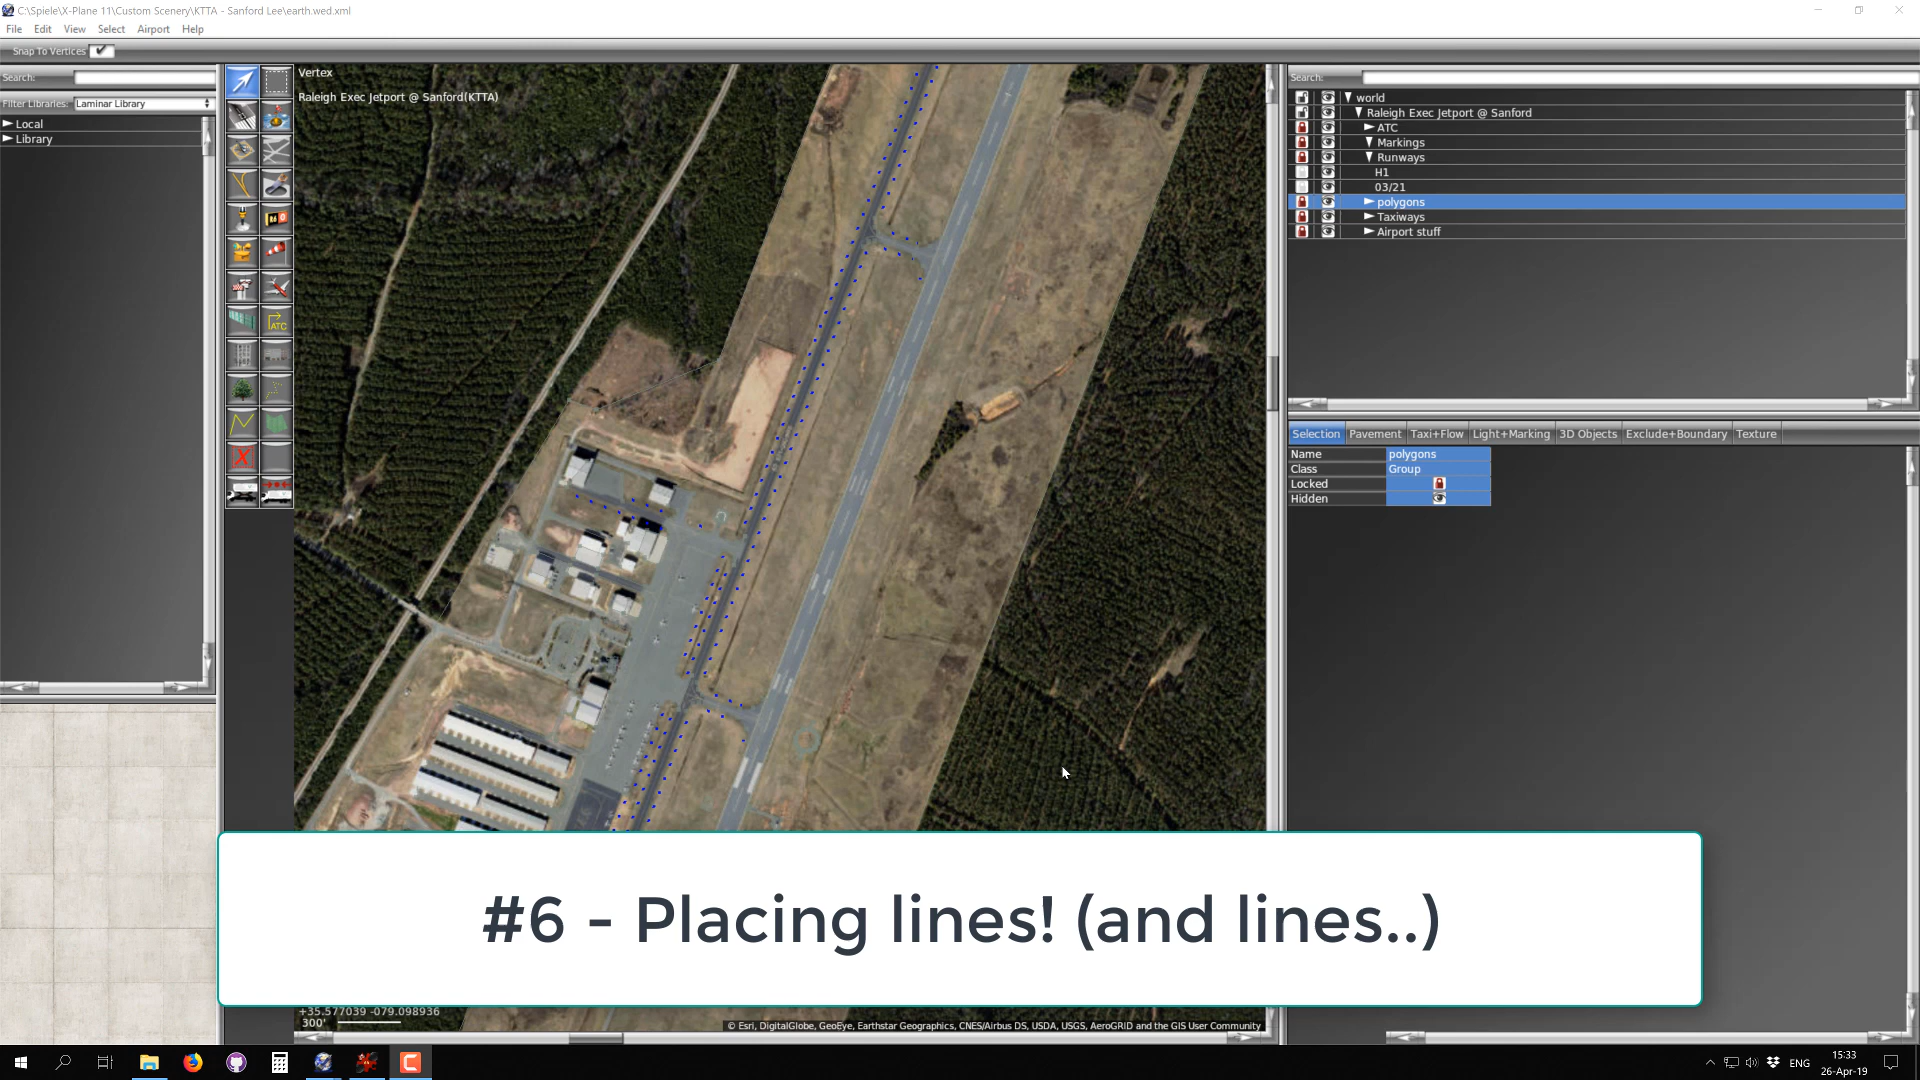 C:\Spiele\X-Plane 11\Custom Scenery\KTTA - Sanford Lee\earth.wed.xml
File Edit View Select Airport Help
Snap To Vertices
Search:
Filter Libraries: Laminar Library
Local
Library
Vertex
Raleigh Exec Jetport @ Sanford(KTTA)
ATC
Search:
world
Raleigh Exec Jetport @ Sanford
ATC
Markings
Runways
H1
03/21
polygons
Taxiways
Airport stuff
Selection Pavement Taxi+Flow Light+Marking 3D Objects Exclude+Boundary Texture
Name polygons
Class Group
Locked
Hidden
#6 - Placing lines! (and lines..)
+35.577039 -079.098936
300'
© Esri, DigitalGlobe, GeoEye, Earthstar Geographics, CNES/Airbus DS, USDA, USGS, AeroGRID and the GIS User Community
ENG
15:33
26-Apr-19